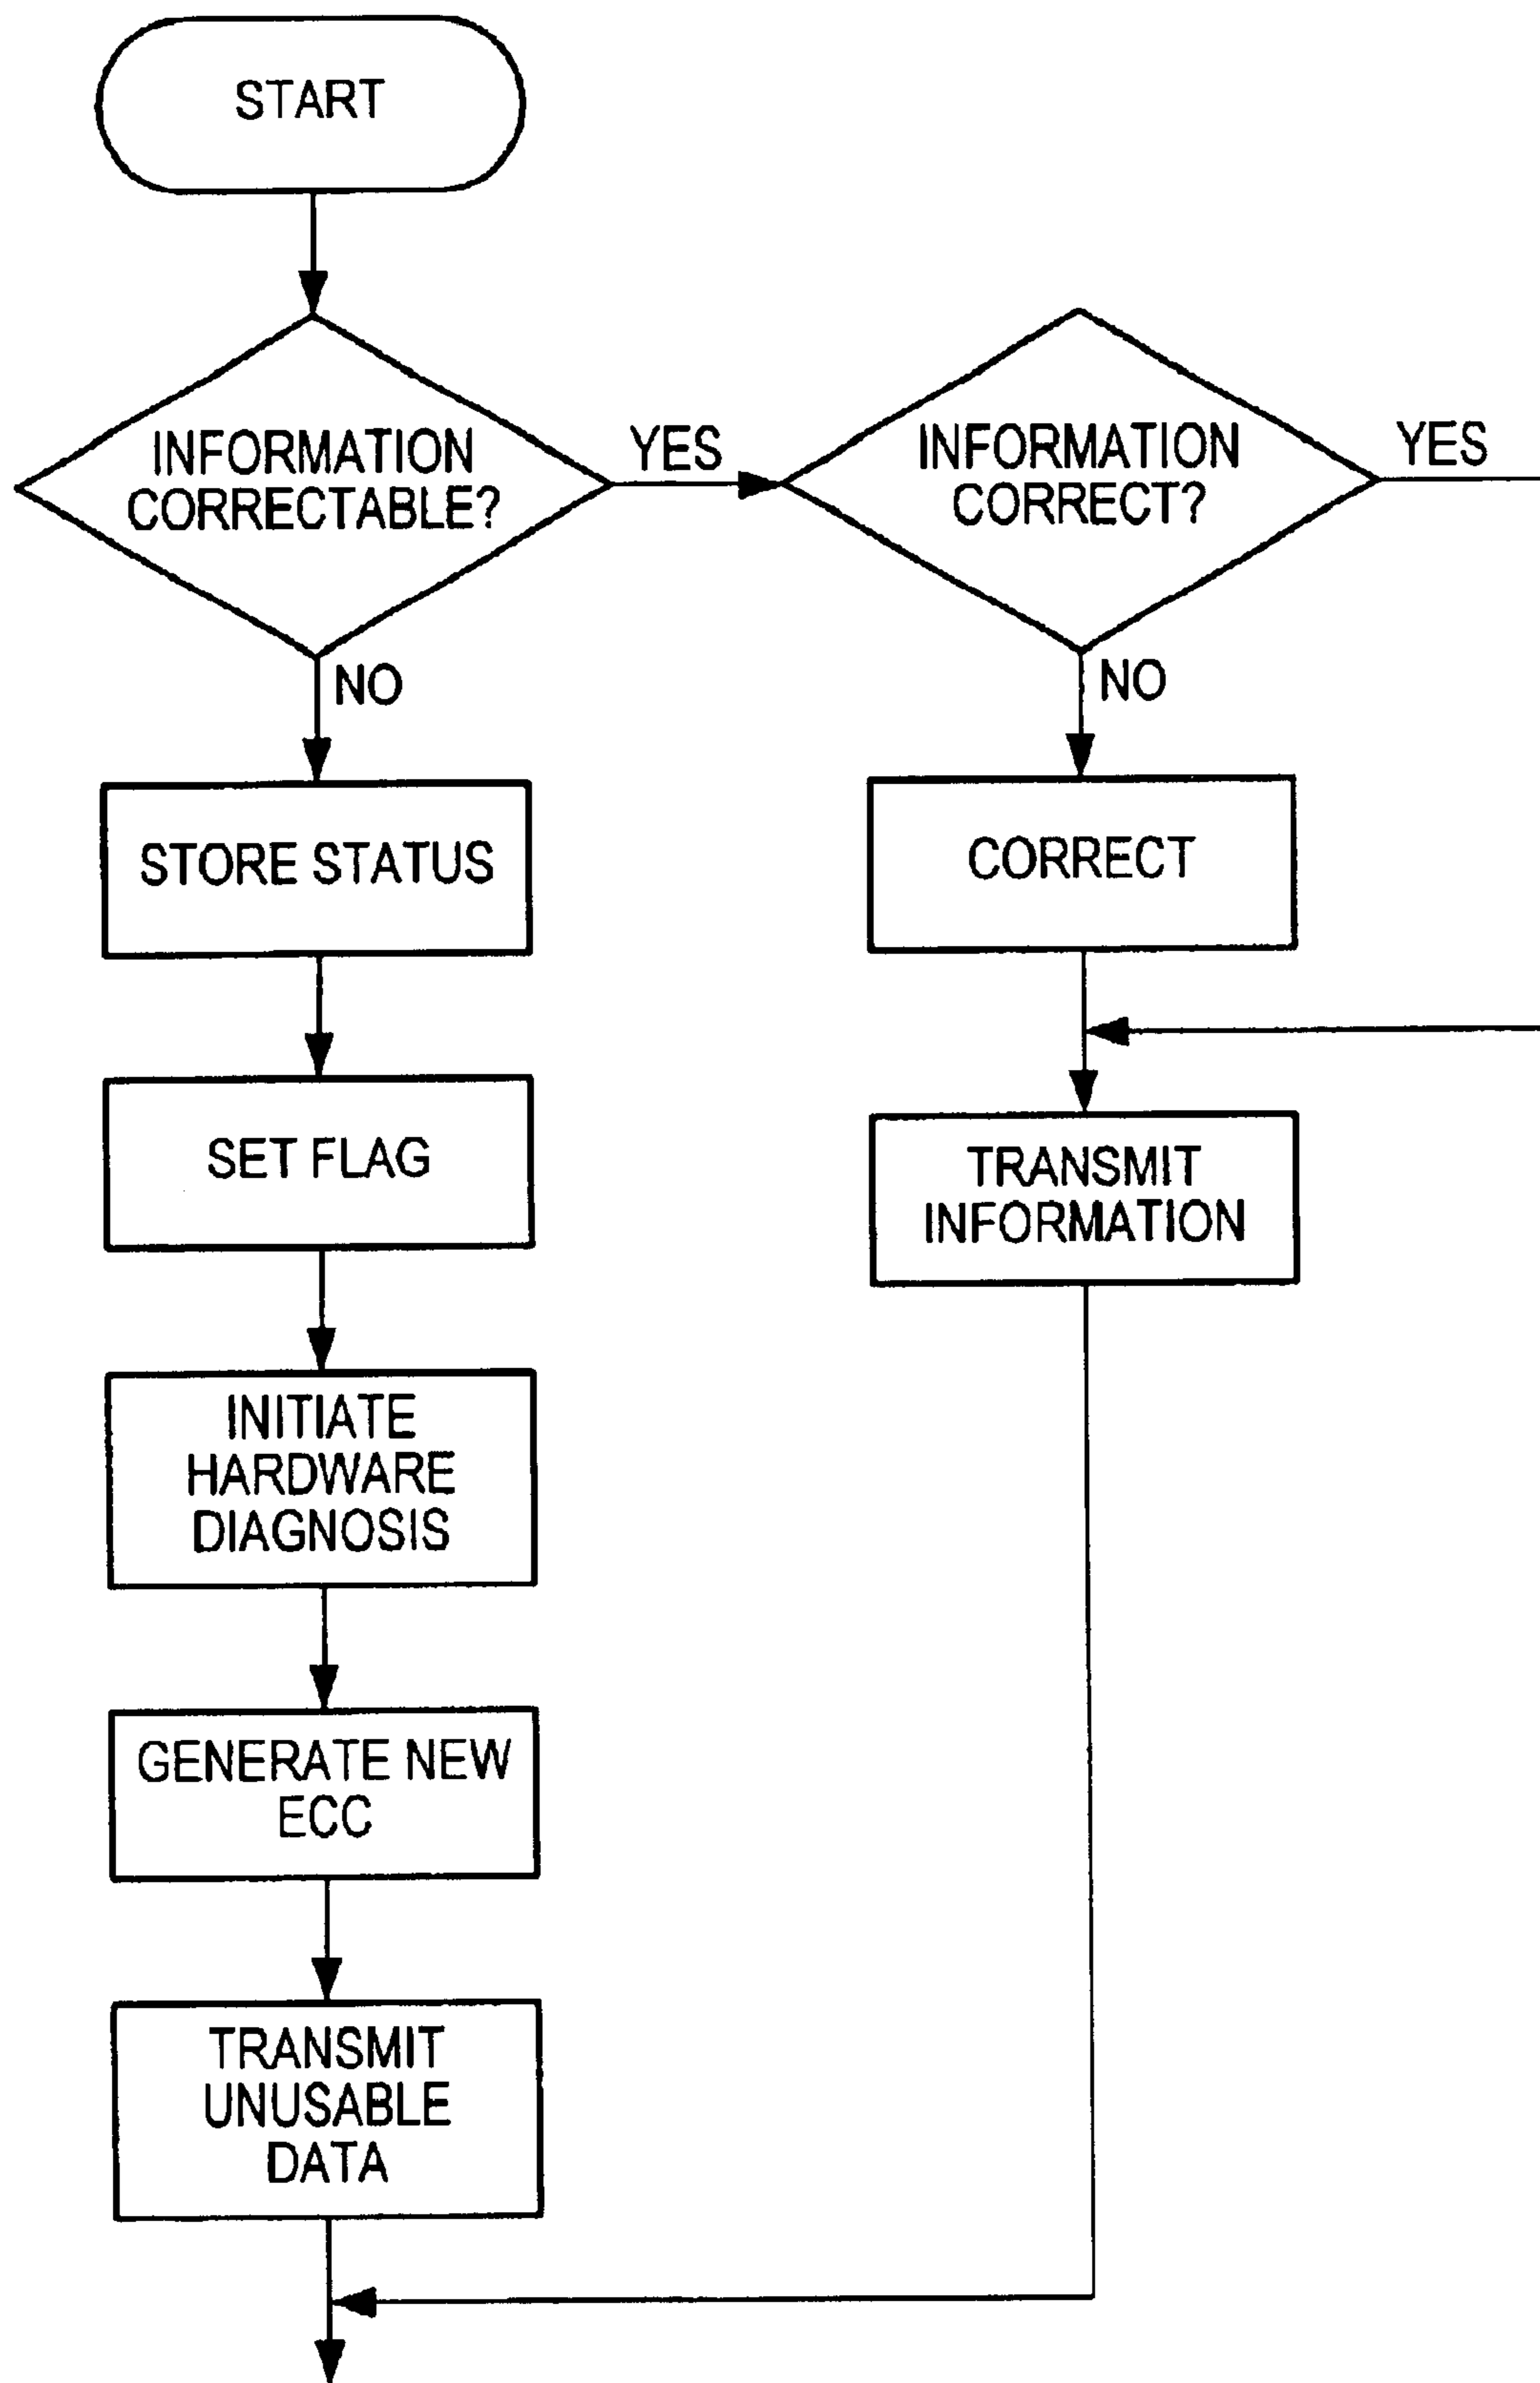 START
INFORMATION
CORRECTABLE?
YES
INFORMATION
CORRECT?
YES
NO
NO
STORE STATUS
CORRECT
SET FLAG
TRANSMIT
INFORMATION
INITIATE
HARDWARE
DIAGNOSIS
GENERATE NEW
ECC
TRANSMIT
UNUSABLE
DATA